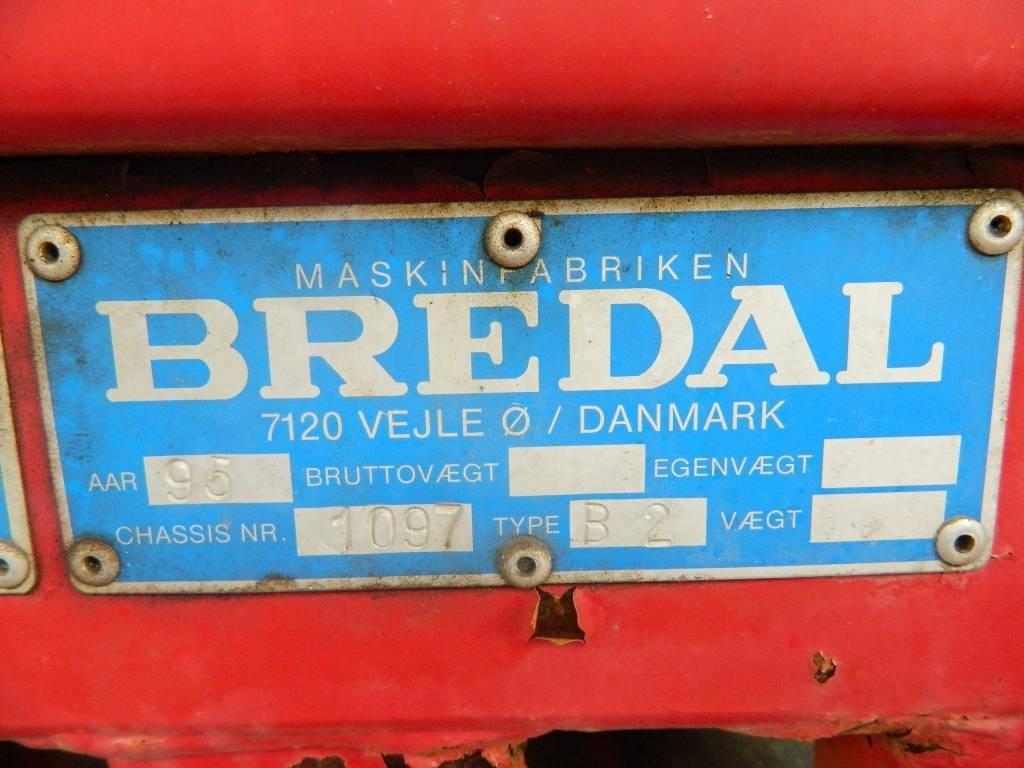 MASKINFABRIKEN
BREDAL
7120 VEJLE Ø / DANMARK
AAR 95 BRUTTOVÆGT EGENVÆGT
CHASSIS NR. 1097 TYPE B 2 VÆGT